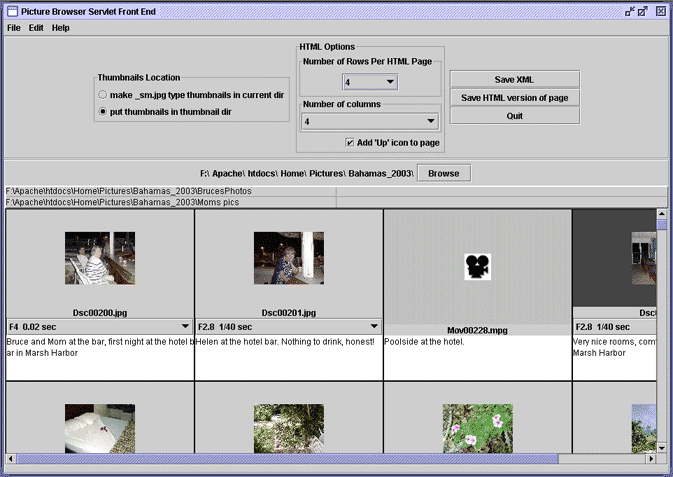 Picture Browser Servlet Front End
File Edit Help
HTML Options
Number of Rows Per HTML Page
4
Thumbnails Location
make _sm.jpg type thumbnails in current dir
put thumbnails in thumbnail dir
Number of columns
4
Add 'Up' icon to page
Save XML
Save HTML version of page
Quit
F:\ Apache\ htdocs\ Home\ Pictures\ Bahamas_2003\ Browse
F:\Apache\htdocs\Home\Pictures\Bahamas_2003\BrucesPhotos
F:\Apache\htdocs\Home\Pictures\Bahamas_2003\Moms pics
Dsc00200.jpg
F4 0.02 sec
Bruce and Mom at the bar, first night at the hotel b
ar in Marsh Harbor
Dsc00201.jpg
F2.8 1/40 sec
Helen at the hotel bar. Nothing to drink, honest!
Mov00228.mpg
Poolside at the hotel.
F2.8 1/40 sec
Very nice rooms,
Marsh Harbor